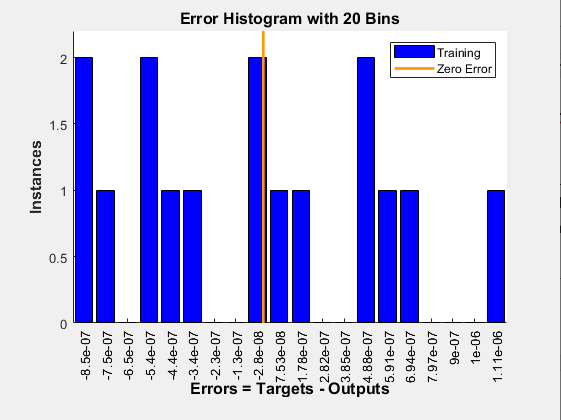 Error Histogram with 20 Bins
Training
Zero Error
Instances
2
1.5
1
0.5
0
-8.5e-07
-7.5e-07
-6.5e-07
-5.4e-07
-4.4e-07
-3.4e-07
-2.3e-07
-1.3e-07
-2.8e-08
7.53e-08
1.78e-07
2.82e-07
3.85e-07
4.88e-07
5.91e-07
6.94e-07
7.97e-07
9e-07
1e-06
1.11e-06
Errors = Targets - Outputs